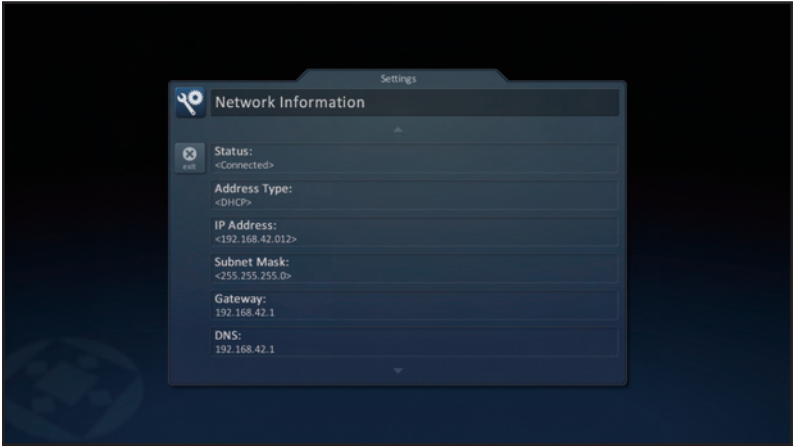 Settings
Network Information
exit
Status:
<Connected>
Address Type:
<DHCP>
IP Address:
<192.168.42.012>
Subnet Mask:
<255.255.255.0>
Gateway:
192.168.42.1
DNS:
192.168.42.1